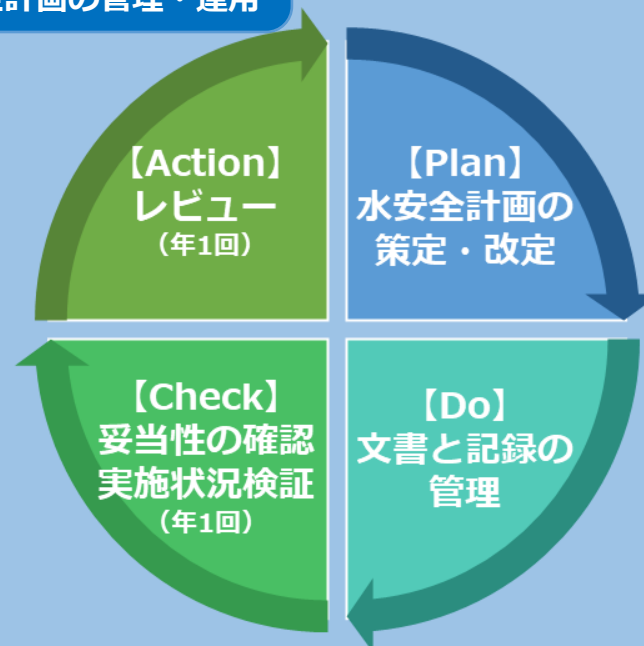 計画の管理・運用
【Action】
レビュー
（年1回）
【Plan】
水安全計画の
策定・改定
【Check】
妥当性の確認
実施状況検証
（年1回）
【Do】
文書と記録の
管理